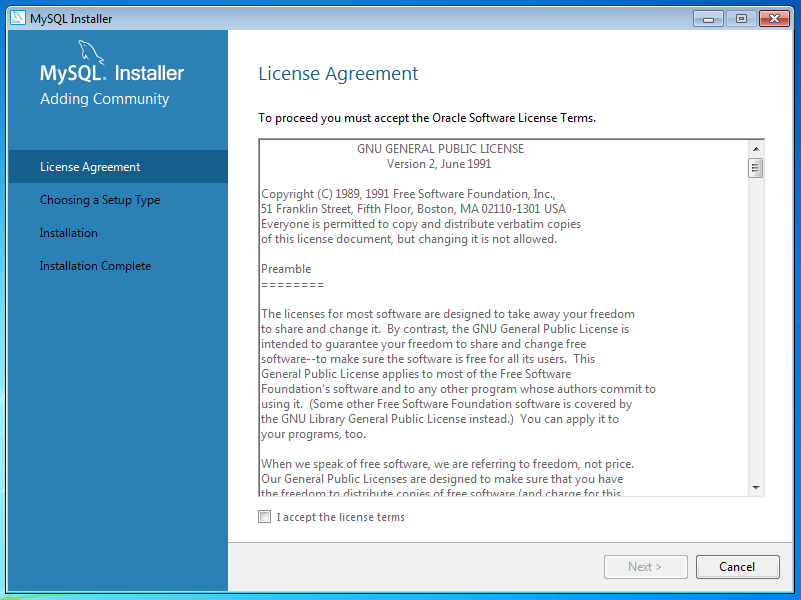 MySQL Installer
MySQL. Installer
Adding Community
License Agreement
Choosing a Setup Type
Installation
Installation Complete
License Agreement
To proceed you must accept the Oracle Software License Terms.
GNU GENERAL PUBLIC LICENSE
Version 2, June 1991
Copyright (C) 1989, 1991 Free Software Foundation, Inc.,
51 Franklin Street, Fifth Floor, Boston, MA 02110-1301 USA
Everyone is permitted to copy and distribute verbatim copies
of this license document, but changing it is not allowed.
Preamble
========
The licenses for most software are designed to take away your freedom
to share and change it.  By contrast, the GNU General Public License is
intended to guarantee your freedom to share and change free
software--to make sure the software is free for all its users.  This
General Public License applies to most of the Free Software
Foundation's software and to any other program whose authors commit to
using it.  (Some other Free Software Foundation software is covered by
the GNU Library General Public License instead.)  You can apply it to
your programs, too.
When we speak of free software, we are referring to freedom, not price.
Our General Public Licenses are designed to make sure that you have
the freedom to distribute copies of free software (and charge for this
I accept the license terms
Next >
Cancel